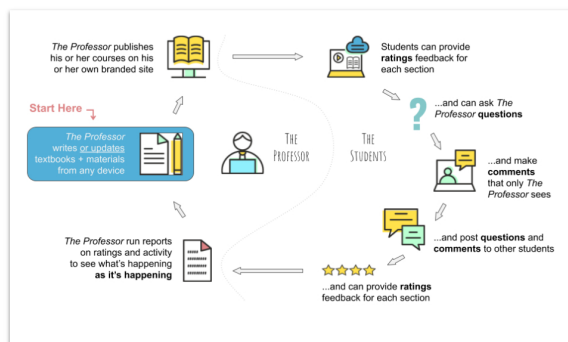 The Professor publishes
his or her courses on his
or her own branded site
Students can provide
ratings feedback for
each section
Start Here
The Professor
writes or updates
textbooks + materials
from any device
THE
PROFESSOR
THE
STUDENTS
?
...and can ask The
Professor questions
...and make
comments
that only The
Professor sees
...and post questions and
comments to other students
...and can provide ratings
feedback for each section
The Professor run reports
on ratings and activity
to see what's happening
as it's happening